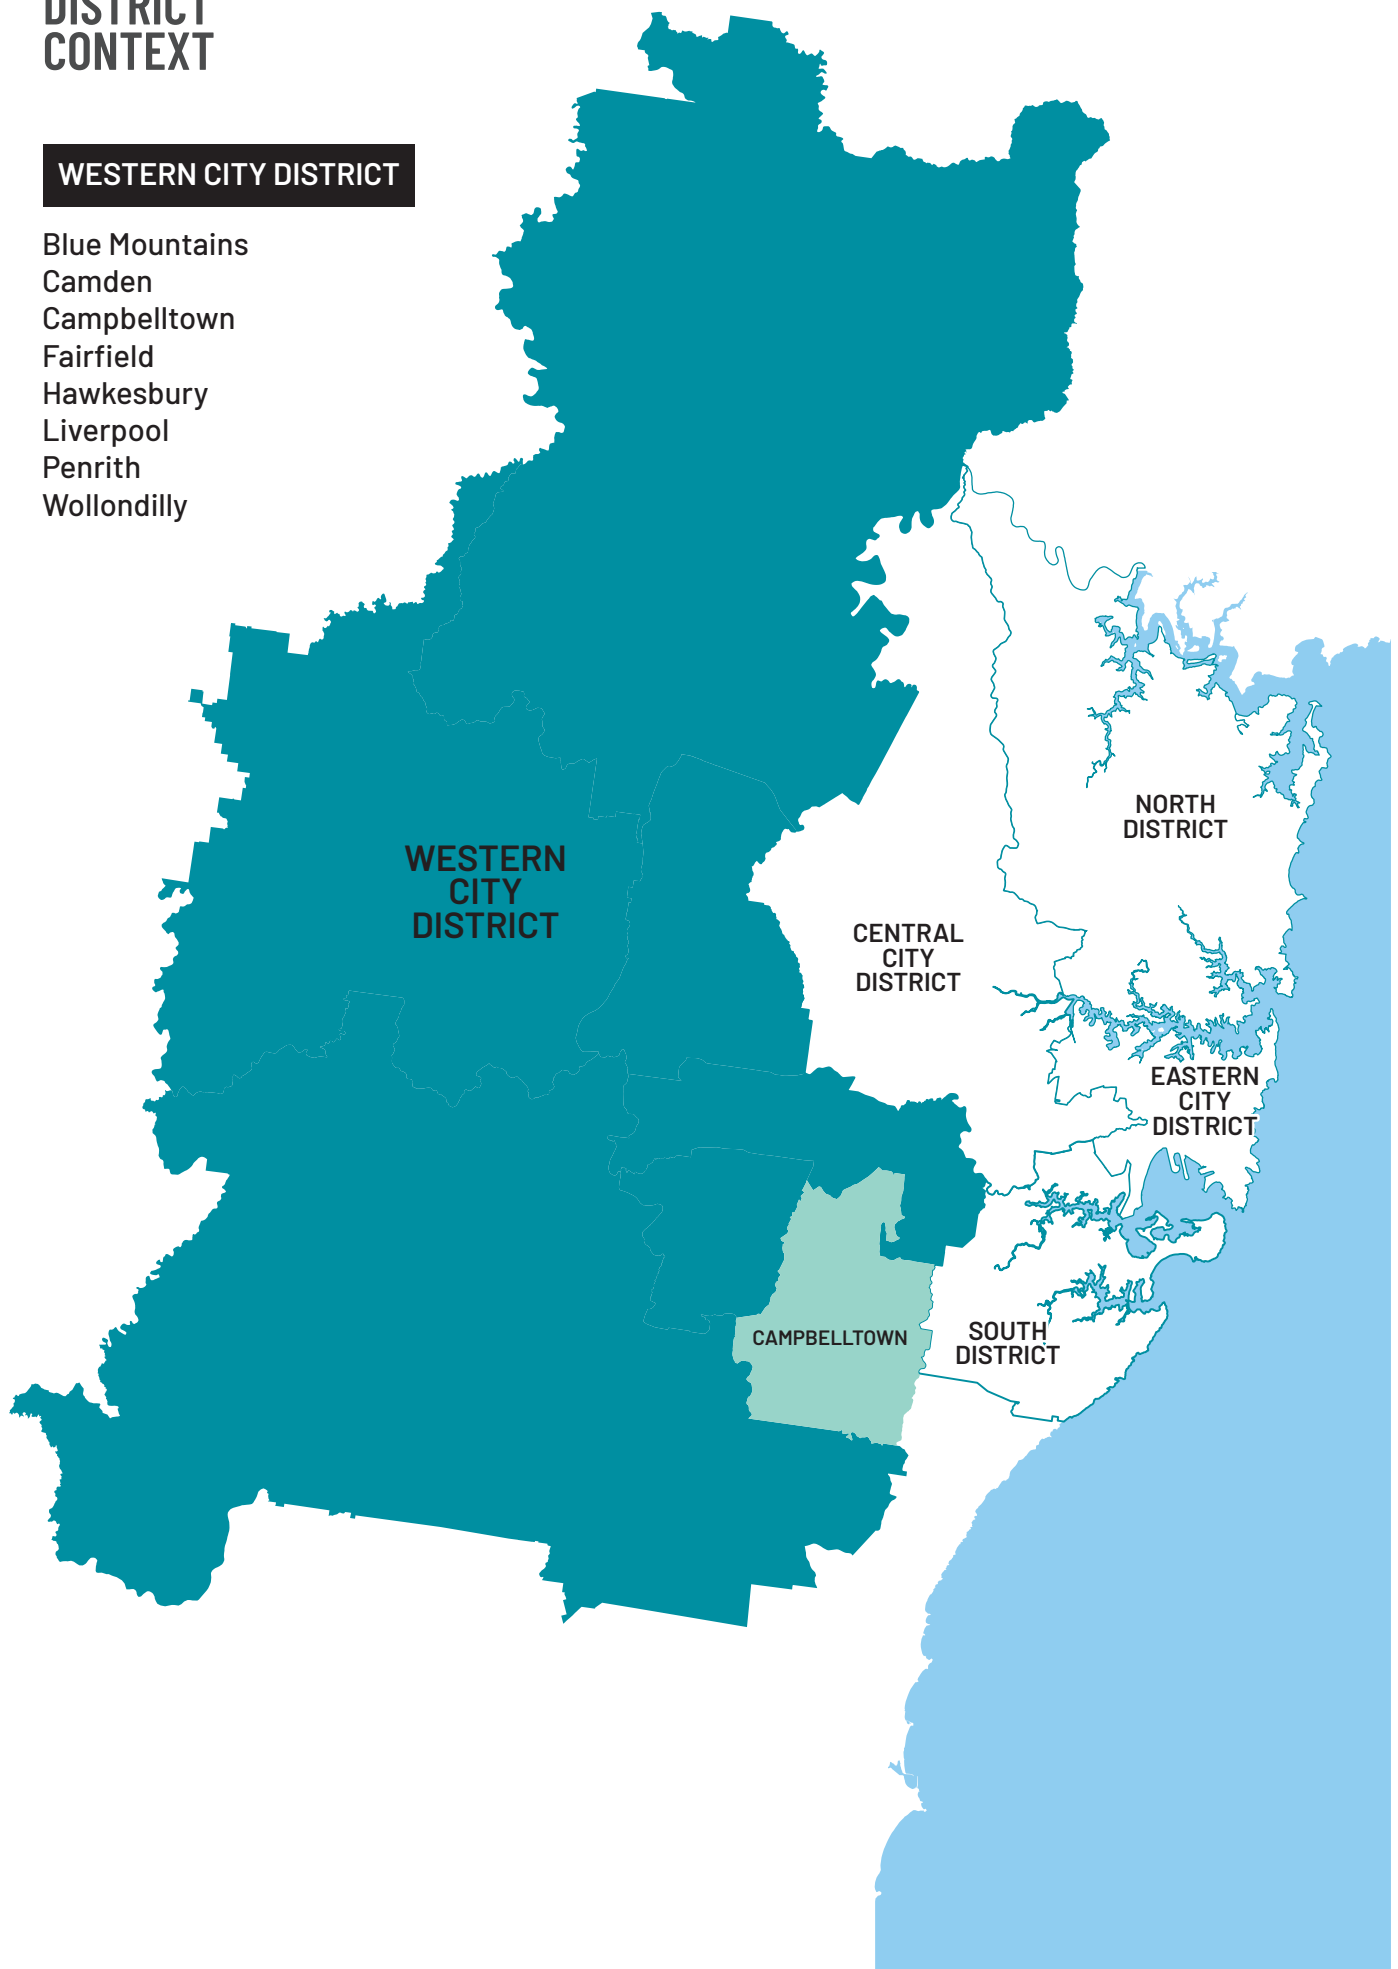 DISTRICT
CONTEXT
WESTERN CITY DISTRICT
Blue Mountains
Camden
Campbelltown
Fairfield
Hawkesbury
Liverpool
Penrith
Wollondilly
NORTH
DISTRICT
WESTERN
CITY
DISTRICT
CENTRAL
CITY
DISTRICT
EASTERN
CITY
DISTRICT
CAMPBELLTOWN
SOUTH
DISTRICT